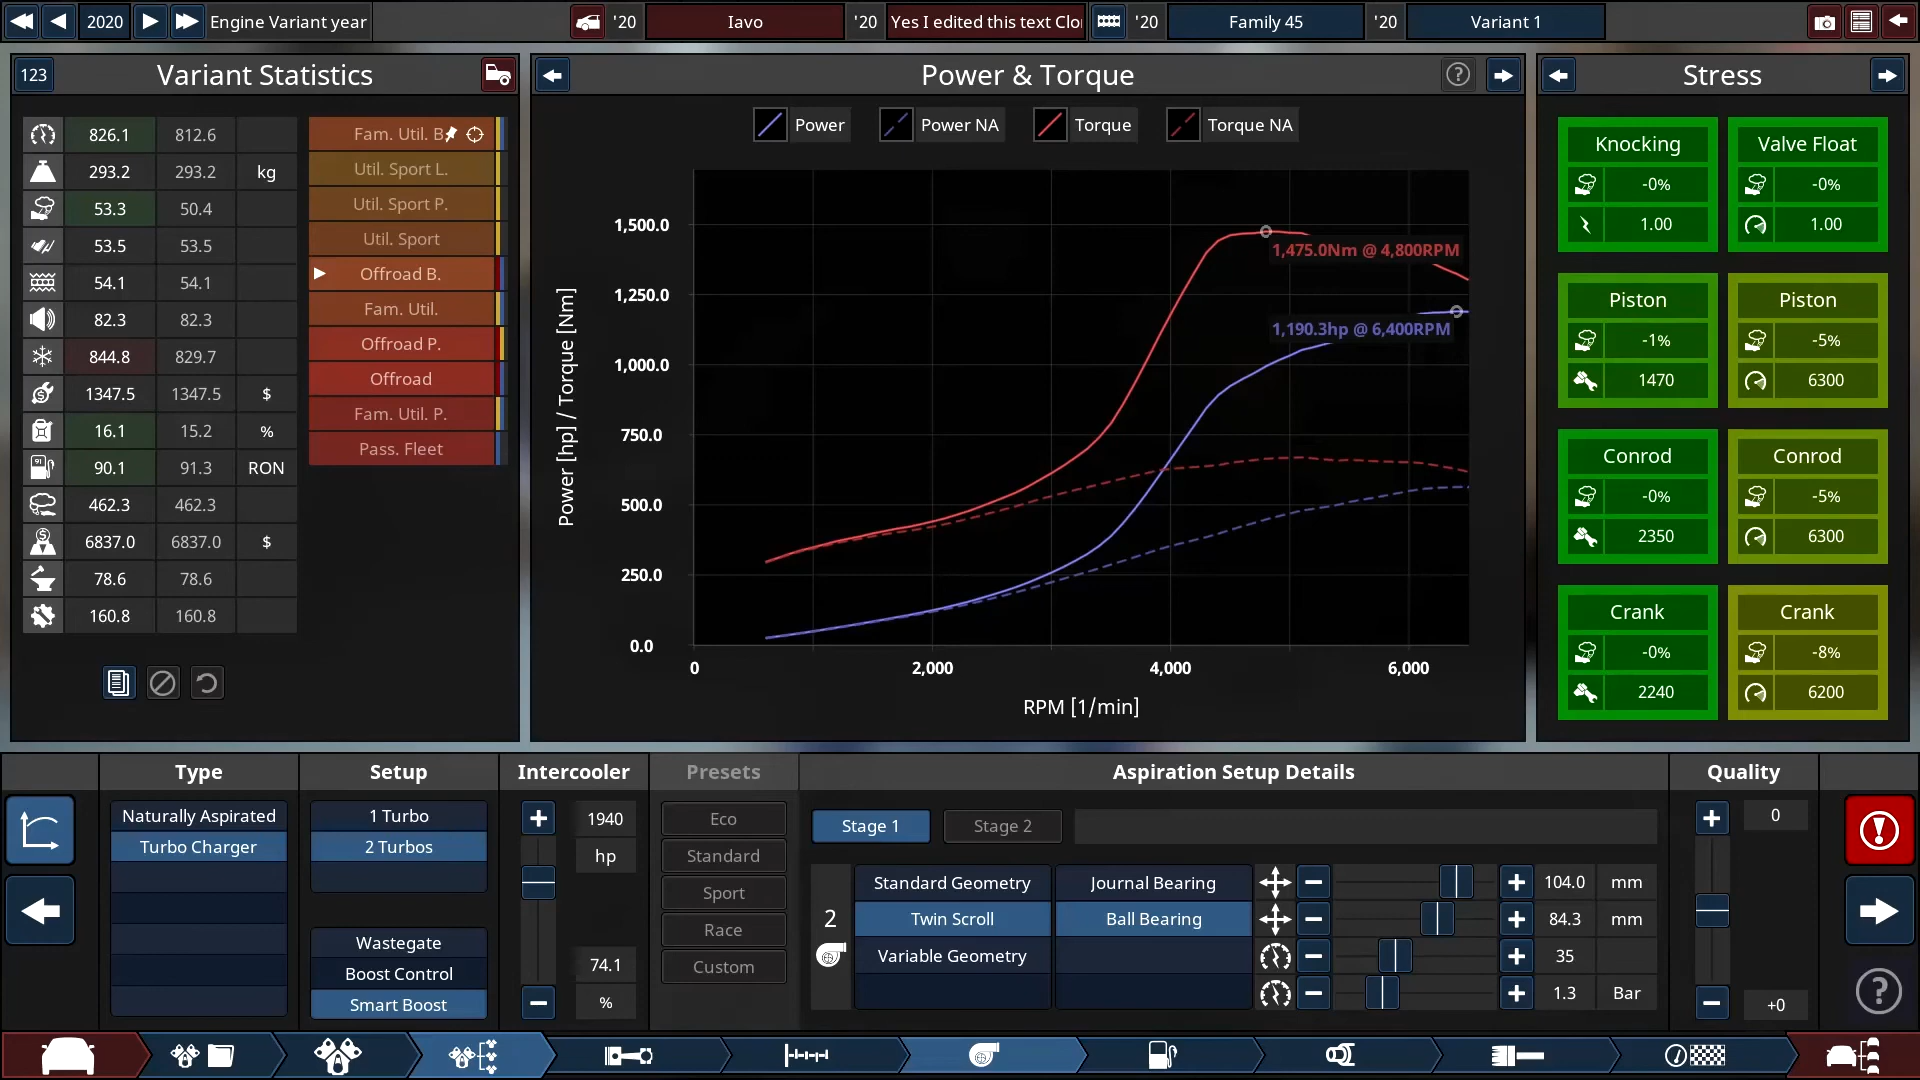 2020 Engine Variant year '20 Iavo '20 Yes I edited this text Clo '20 Family 45 '20 Variant 1
123 Variant Statistics
826.1 812.6
293.2 293.2 kg
53.3 50.4
53.5 53.5
54.1 54.1
82.3 82.3
844.8 829.7
1347.5 1347.5 $
16.1 15.2 %
90.1 91.3 RON
462.3 462.3
6837.0 6837.0 $
78.6 78.6
160.8 160.8
Fam. Util. B
Util. Sport L.
Util. Sport P.
Util. Sport
Offroad B.
Fam. Util.
Offroad P.
Offroad
Fam. Util. P.
Pass. Fleet
Power & Torque ?
Power Power NA Torque Torque NA
Power [hp] / Torque [Nm]
1,500.0
1,250.0
1,000.0
750.0
500.0
250.0
0.0
1,475.0Nm @ 4,800RPM
1,190.3hp @ 6,400RPM
0 2,000 4,000 6,000
RPM [1/min]
Stress
Knocking Valve Float
-0% -0%
1.00 1.00
Piston Piston
-1% -5%
1470 6300
Conrod Conrod
-0% -5%
2350 6300
Crank Crank
-0% -8%
2240 6200
Type
Naturally Aspirated
Turbo Charger
Setup
1 Turbo
2 Turbos
Wastegate
Boost Control
Smart Boost
Intercooler
1940
hp
74.1
%
Presets
Eco
Standard
Sport
Race
Custom
Aspiration Setup Details
Stage 1 Stage 2
2
Standard Geometry
Twin Scroll
Variable Geometry
Journal Bearing
Ball Bearing
104.0 mm
84.3 mm
35
1.3 Bar
Quality
0
+0
?